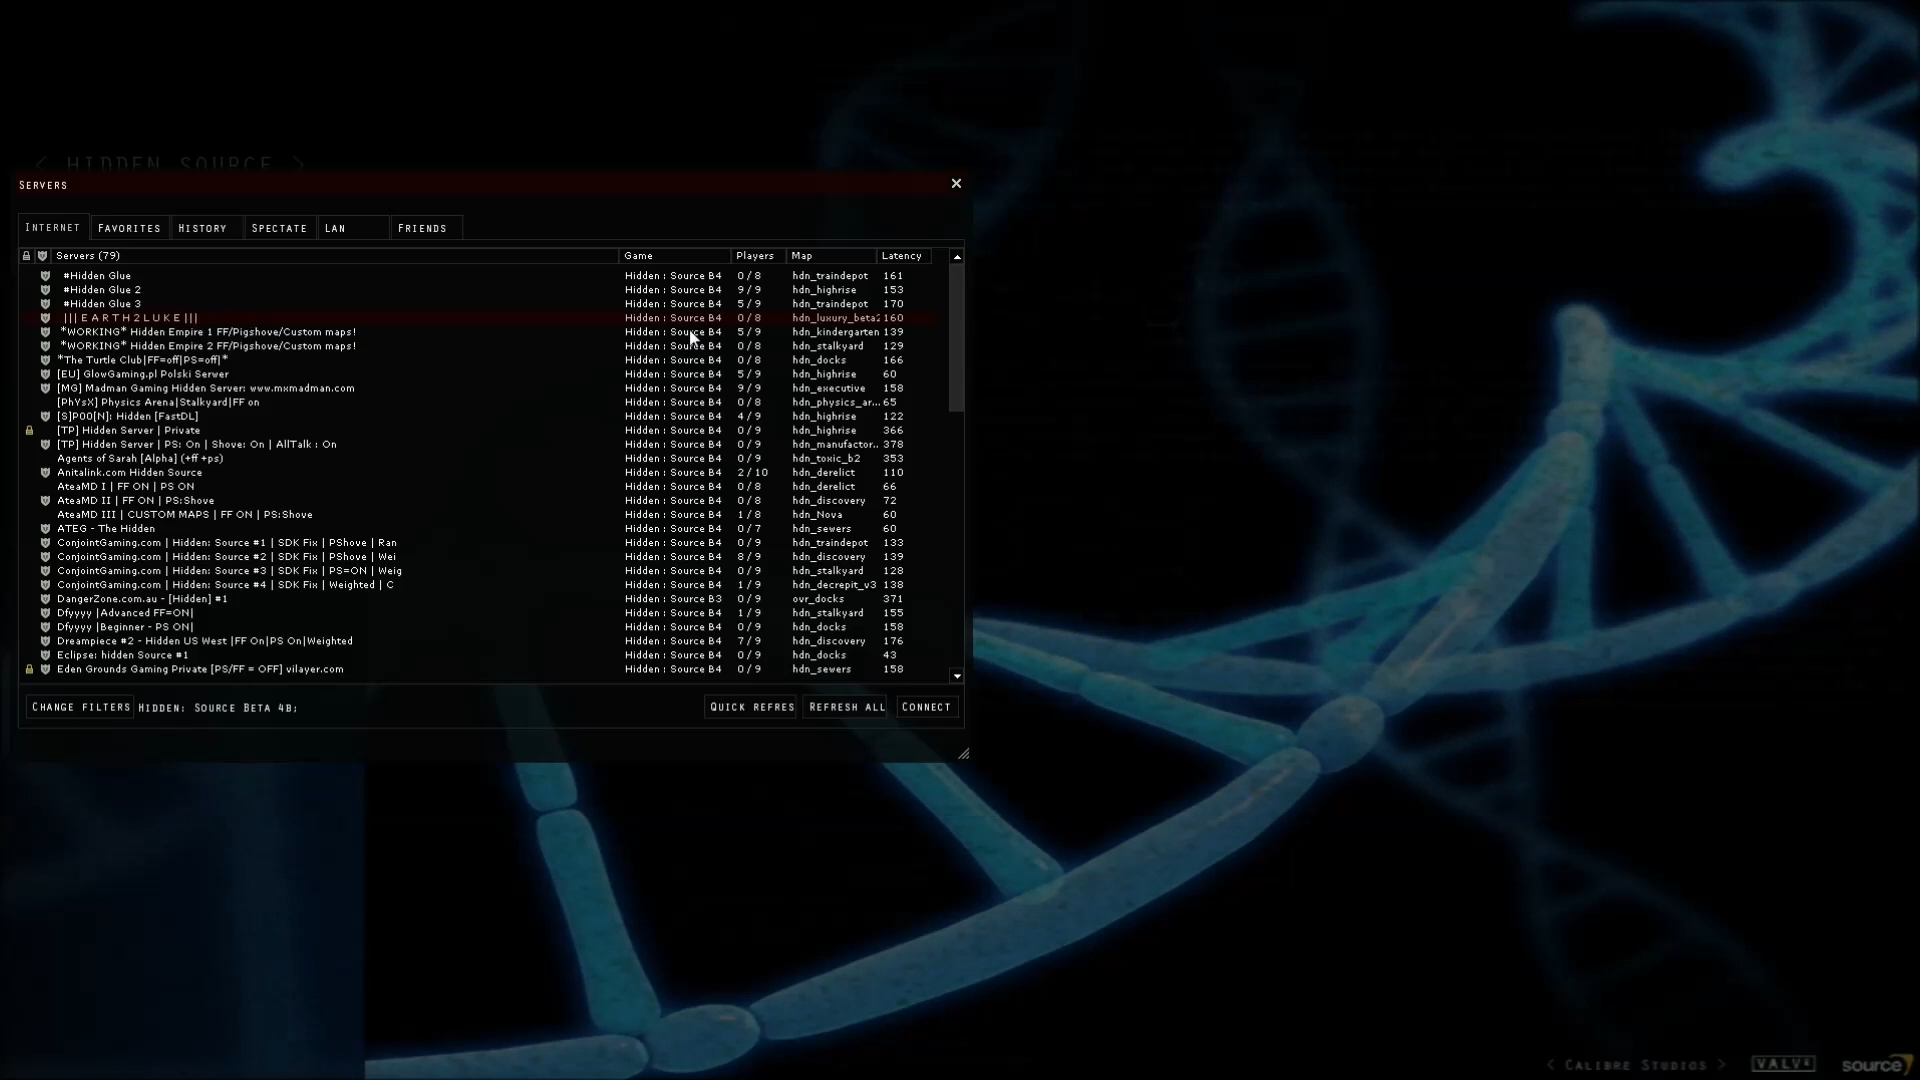 < HIDDEN SOURCE >
SERVERS
INTERNET FAVORITES HISTORY SPECTATE LAN FRIENDS
Servers (79) Game Players Map Latency
#Hidden Glue Hidden : Source B4 0 / 8 hdn_traindepot 161
#Hidden Glue 2 Hidden : Source B4 9 / 9 hdn_highrise 153
#Hidden Glue 3 Hidden : Source B4 5 / 9 hdn_traindepot 170
||| E A R T H 2 L U K E ||| Hidden : Source B4 0 / 8 hdn_luxury_beta2 160
*WORKING* Hidden Empire 1 FF/Pigshove/Custom maps! Hidden : Source B4 5 / 9 hdn_kindergarten 139
*WORKING* Hidden Empire 2 FF/Pigshove/Custom maps! Hidden : Source B4 0 / 8 hdn_stalkyard 129
*The Turtle Club|FF=off|PS=off|* Hidden : Source B4 0 / 8 hdn_docks 166
[EU] GlowGaming.pl Polski Serwer Hidden : Source B4 5 / 9 hdn_highrise 60
[MG] Madman Gaming Hidden Server: www.mxmadman.com Hidden : Source B4 9 / 9 hdn_executive 158
[PhYsX] Physics Arena|Stalkyard|FF on Hidden : Source B4 0 / 8 hdn_physics_ar... 65
[S]P00[N]: Hidden [FastDL] Hidden : Source B4 4 / 9 hdn_highrise 122
[TP] Hidden Server | Private Hidden : Source B4 0 / 9 hdn_highrise 366
[TP] Hidden Server | PS: On | Shove: On | AllTalk : On Hidden : Source B4 0 / 9 hdn_manufactor... 378
Agents of Sarah [Alpha] (+ff +ps) Hidden : Source B4 0 / 9 hdn_toxic_b2 353
Anitalink.com Hidden Source Hidden : Source B4 2 / 10 hdn_derelict 110
AteaMD I | FF ON | PS ON Hidden : Source B4 0 / 8 hdn_derelict 66
AteaMD II | FF ON | PS:Shove Hidden : Source B4 0 / 8 hdn_discovery 72
AteaMD III | CUSTOM MAPS | FF ON | PS:Shove Hidden : Source B4 1 / 8 hdn_Nova 60
ATEG - The Hidden Hidden : Source B4 0 / 7 hdn_sewers 60
ConjointGaming.com | Hidden: Source #1 | SDK Fix | PShove | Ran Hidden : Source B4 0 / 9 hdn_traindepot 133
ConjointGaming.com | Hidden: Source #2 | SDK Fix | PShove | Wei Hidden : Source B4 8 / 9 hdn_discovery 139
ConjointGaming.com | Hidden: Source #3 | SDK Fix | PS=ON | Weig Hidden : Source B4 0 / 9 hdn_stalkyard 128
ConjointGaming.com | Hidden: Source #4 | SDK Fix | Weighted | C Hidden : Source B4 1 / 9 hdn_decrepit_v3 138
DangerZone.com.au - [Hidden] #1 Hidden : Source B3 0 / 9 ovr_docks 371
Dfyyyy |Advanced FF=ON| Hidden : Source B4 1 / 9 hdn_stalkyard 155
Dfyyyy |Beginner - PS ON| Hidden : Source B4 0 / 9 hdn_docks 158
Dreampiece #2 - Hidden US West |FF On|PS On|Weighted Hidden : Source B4 7 / 9 hdn_discovery 176
Eclipse: hidden Source #1 Hidden : Source B4 0 / 9 hdn_docks 43
Eden Grounds Gaming Private [PS/FF = OFF] vilayer.com Hidden : Source B4 0 / 9 hdn_sewers 158
CHANGE FILTERS HIDDEN: SOURCE BETA 4B; QUICK REFRES REFRESH ALL CONNECT
< CALIBRE STUDIOS > VALVE source